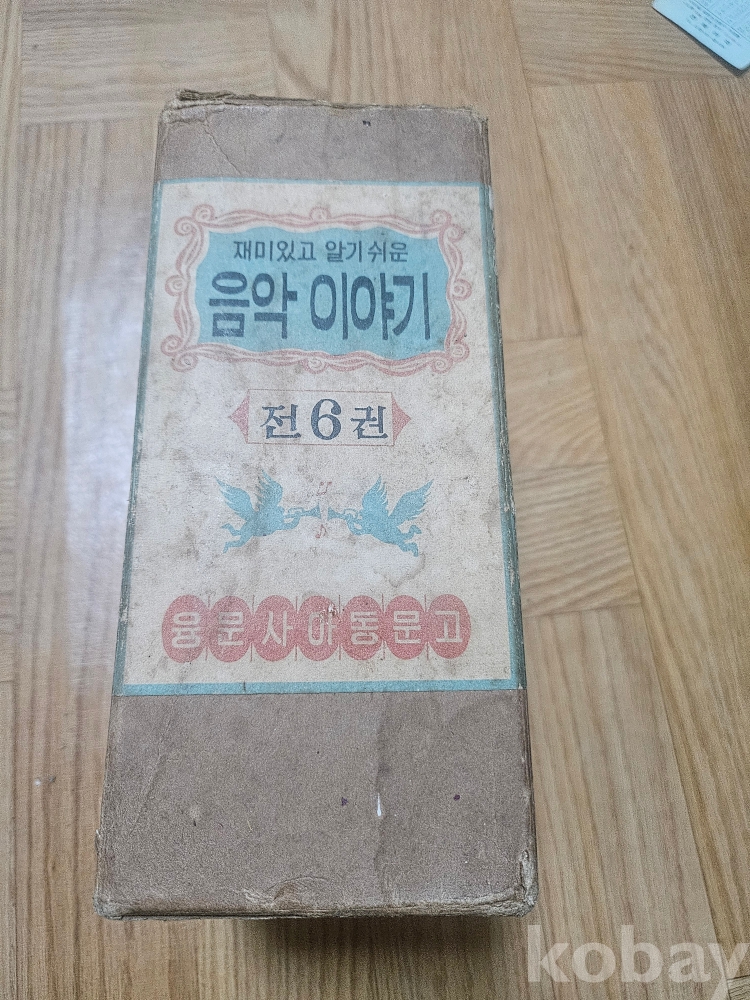 재미있고 알기 쉬운
음악 이야기
전6권
융문사아동문고
kobay